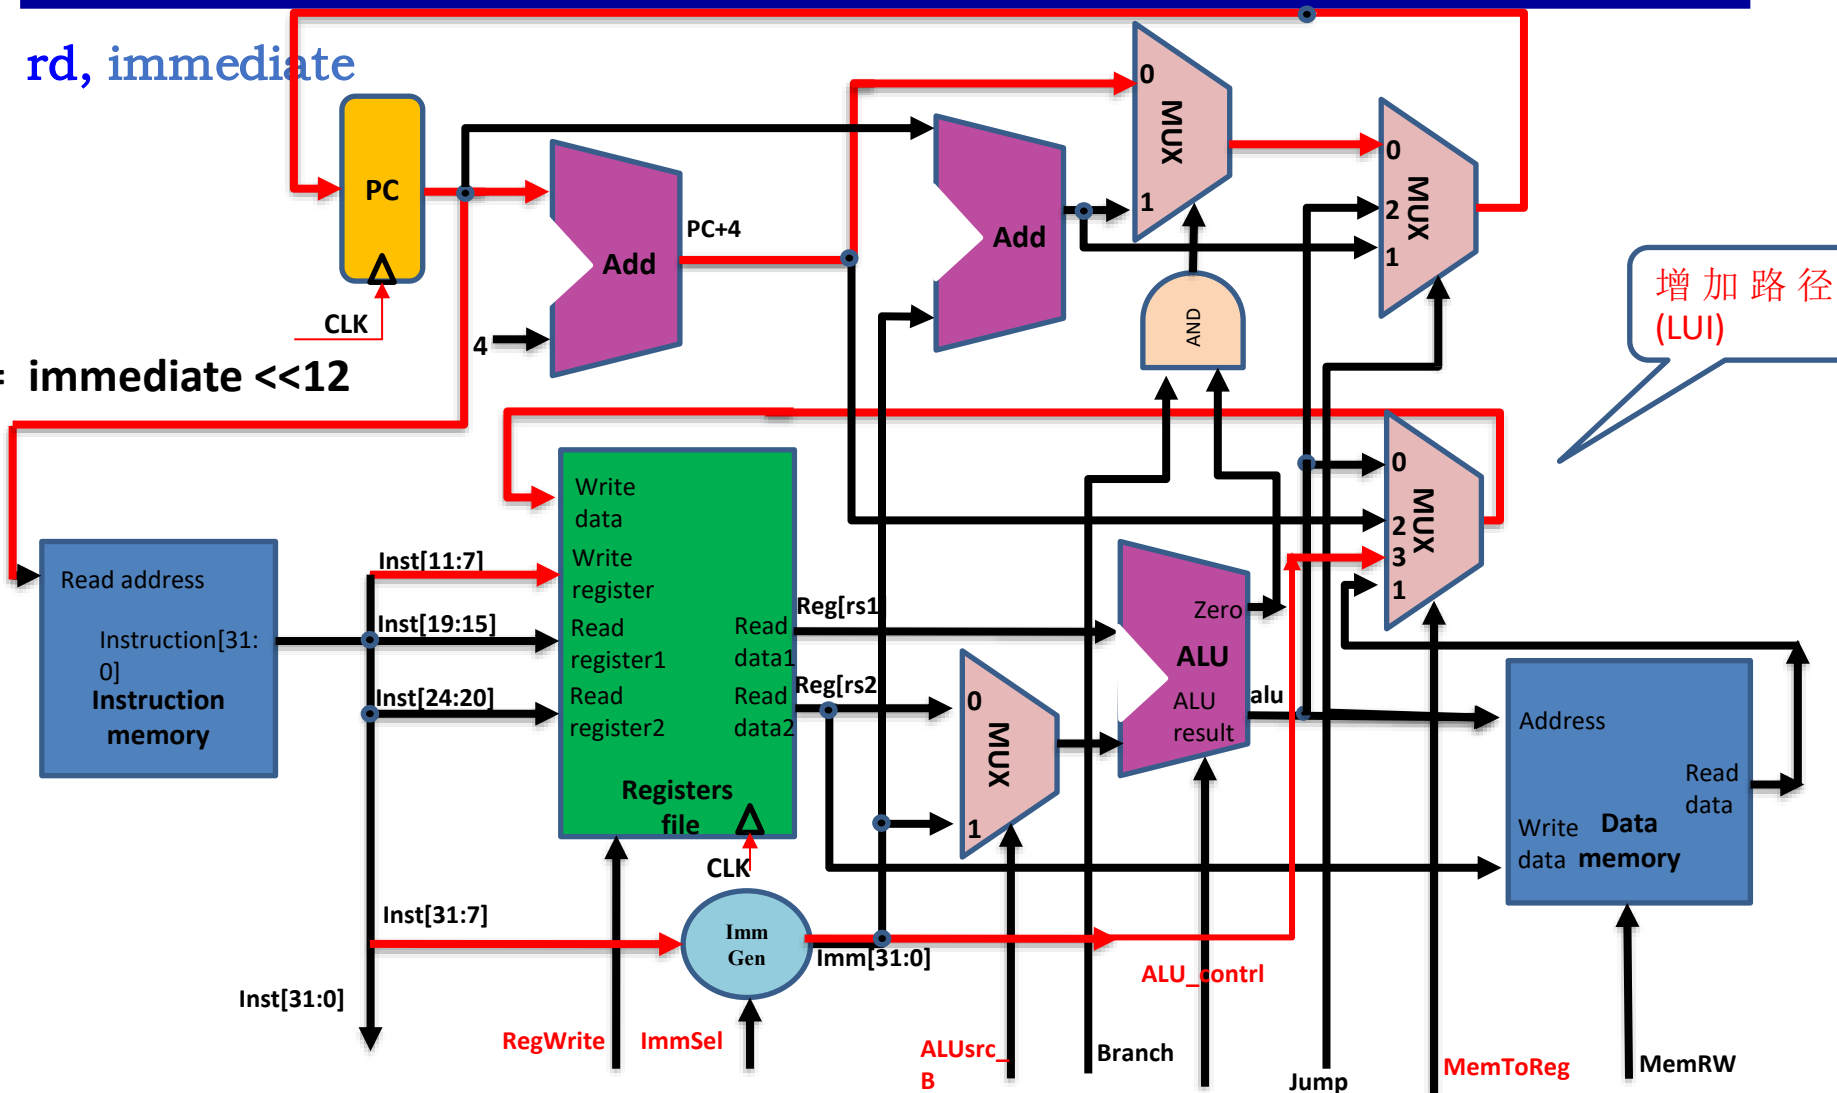 rd, immediate
PC
CLK
= immediate <<12
4
Add
PC+4
Add
0
MUX
1
AND
0
MUX
2
1
增 加 路 径
(LUI)
Read address
Instruction[31:
0]
Instruction
memory
Inst[11:7]
Inst[19:15]
Inst[24:20]
Inst[31:7]
Inst[31:0]
Write
data
Write
register
Read
register1
Read
register2
Read
data1
Read
data2
Registers
file
CLK
Reg[rs1
Reg[rs2
Imm
Gen
Imm[31:0]
0
MUX
1
Zero
ALU
ALU
result
alu
0
MUX
2
3
1
Address
Read
data
Write
data
Data
memory
RegWrite
ImmSel
ALUsrc_
B
Branch
ALU_contrl
Jump
MemToReg
MemRW